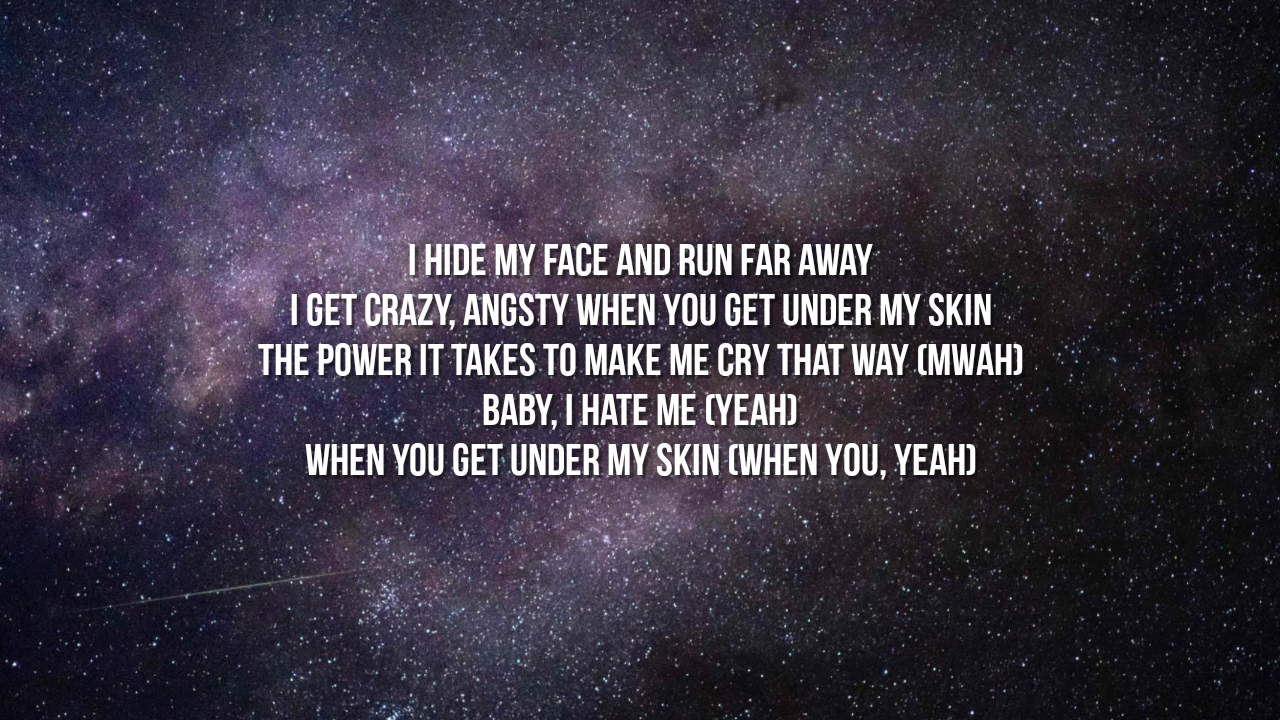 I HIDE MY FACE AND RUN FAR AWAY
I GET CRAZY, ANGSTY WHEN YOU GET UNDER MY SKIN
THE POWER IT TAKES TO MAKE ME CRY THAT WAY (MWAH)
BABY, I HATE ME (YEAH)
WHEN YOU GET UNDER MY SKIN (WHEN YOU, YEAH)